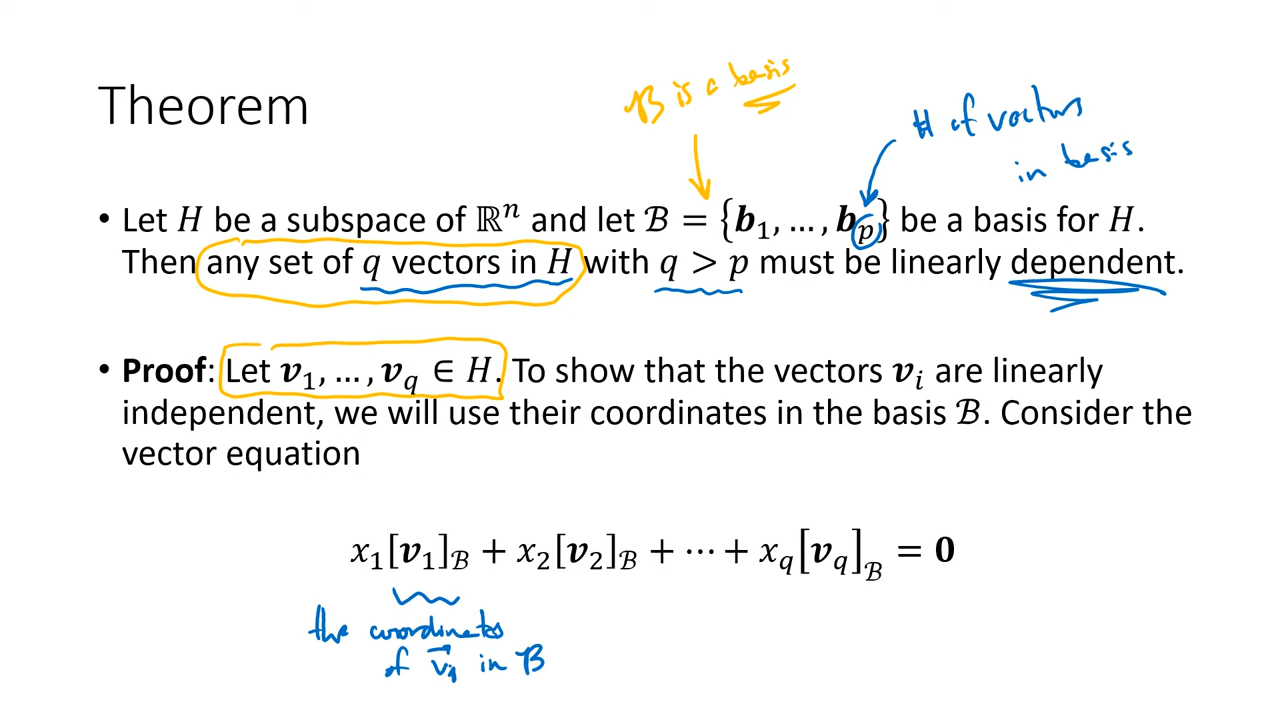 Theorem
B is a basis
# of vectors
in basis
• Let H be a subspace of ℝⁿ and let ℬ = {b₁, …, bₚ} be a basis for H.
Then any set of q vectors in H with q > p must be linearly dependent.
• Proof: Let v₁, …, v_q ∈ H. To show that the vectors vᵢ are linearly
independent, we will use their coordinates in the basis ℬ. Consider the
vector equation
x₁[v₁]_ℬ + x₂[v₂]_ℬ + ⋯ + x_q[v_q]_ℬ = 0
the coordinates
of v⃗₁ in B